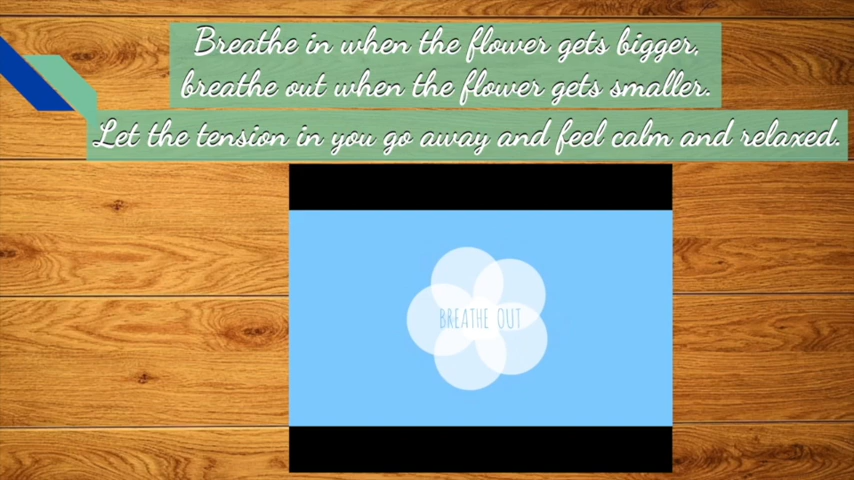 Breathe in when the flower gets bigger,
breathe out when the flower gets smaller.
Let the tension in you go away and feel calm and relaxed.
BREATHE OUT